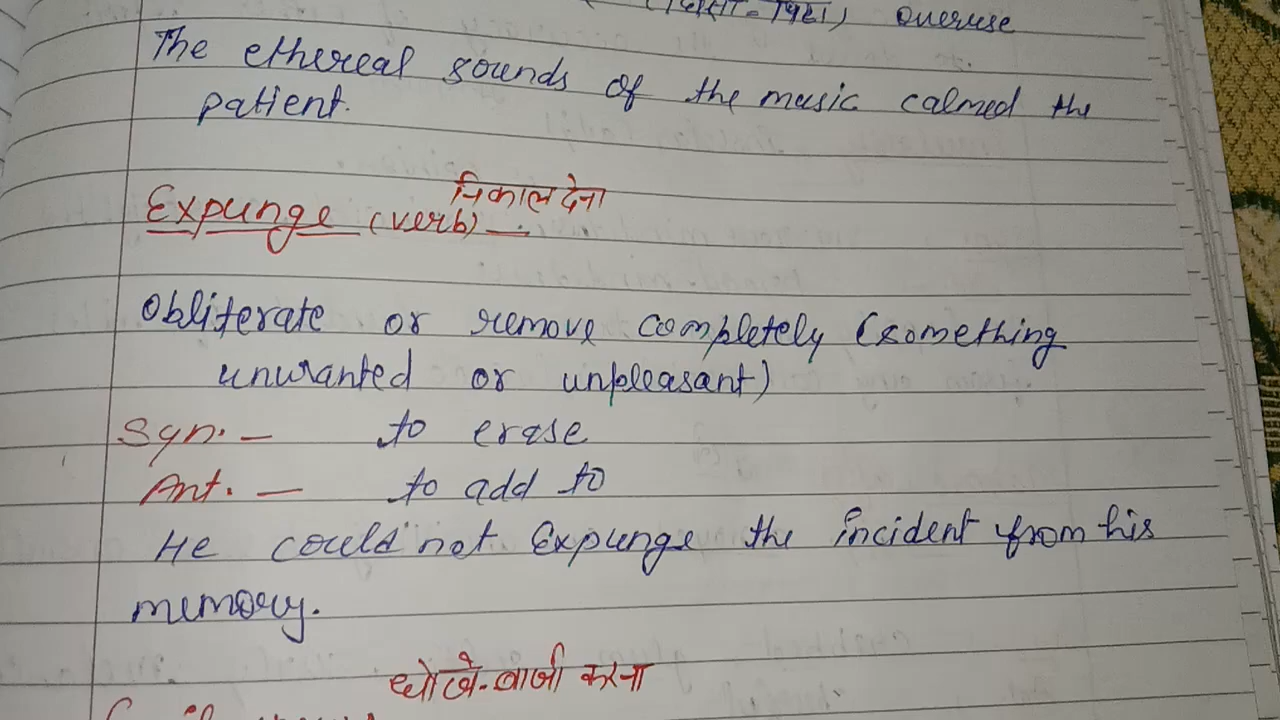 Overuse
The ethereal sounds of the music calmed the
patient.
निकाल देना
Expunge (verb) —.
Obliterate or remove completely (something
unwanted or unpleasant)
Syn. — to erase
Ant. — to add to
He could not Expunge the incident from his
memory.
धोखे-बाजी करना